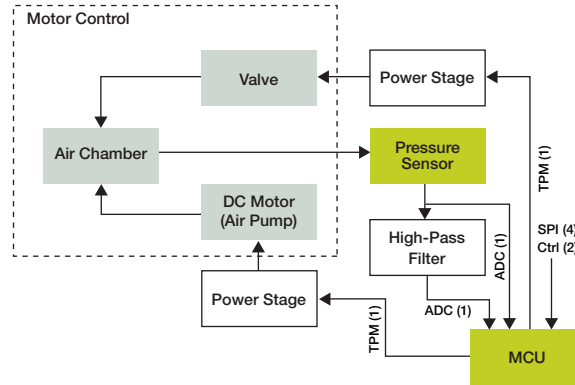 Motor Control
Valve
Power Stage
Air Chamber
Pressure
Sensor
TPM (1)
DC Motor
(Air Pump)
High-Pass
Filter
ADC (1)
SPI (4)
Ctrl (2)
Power Stage
TPM (1)
ADC (1)
MCU